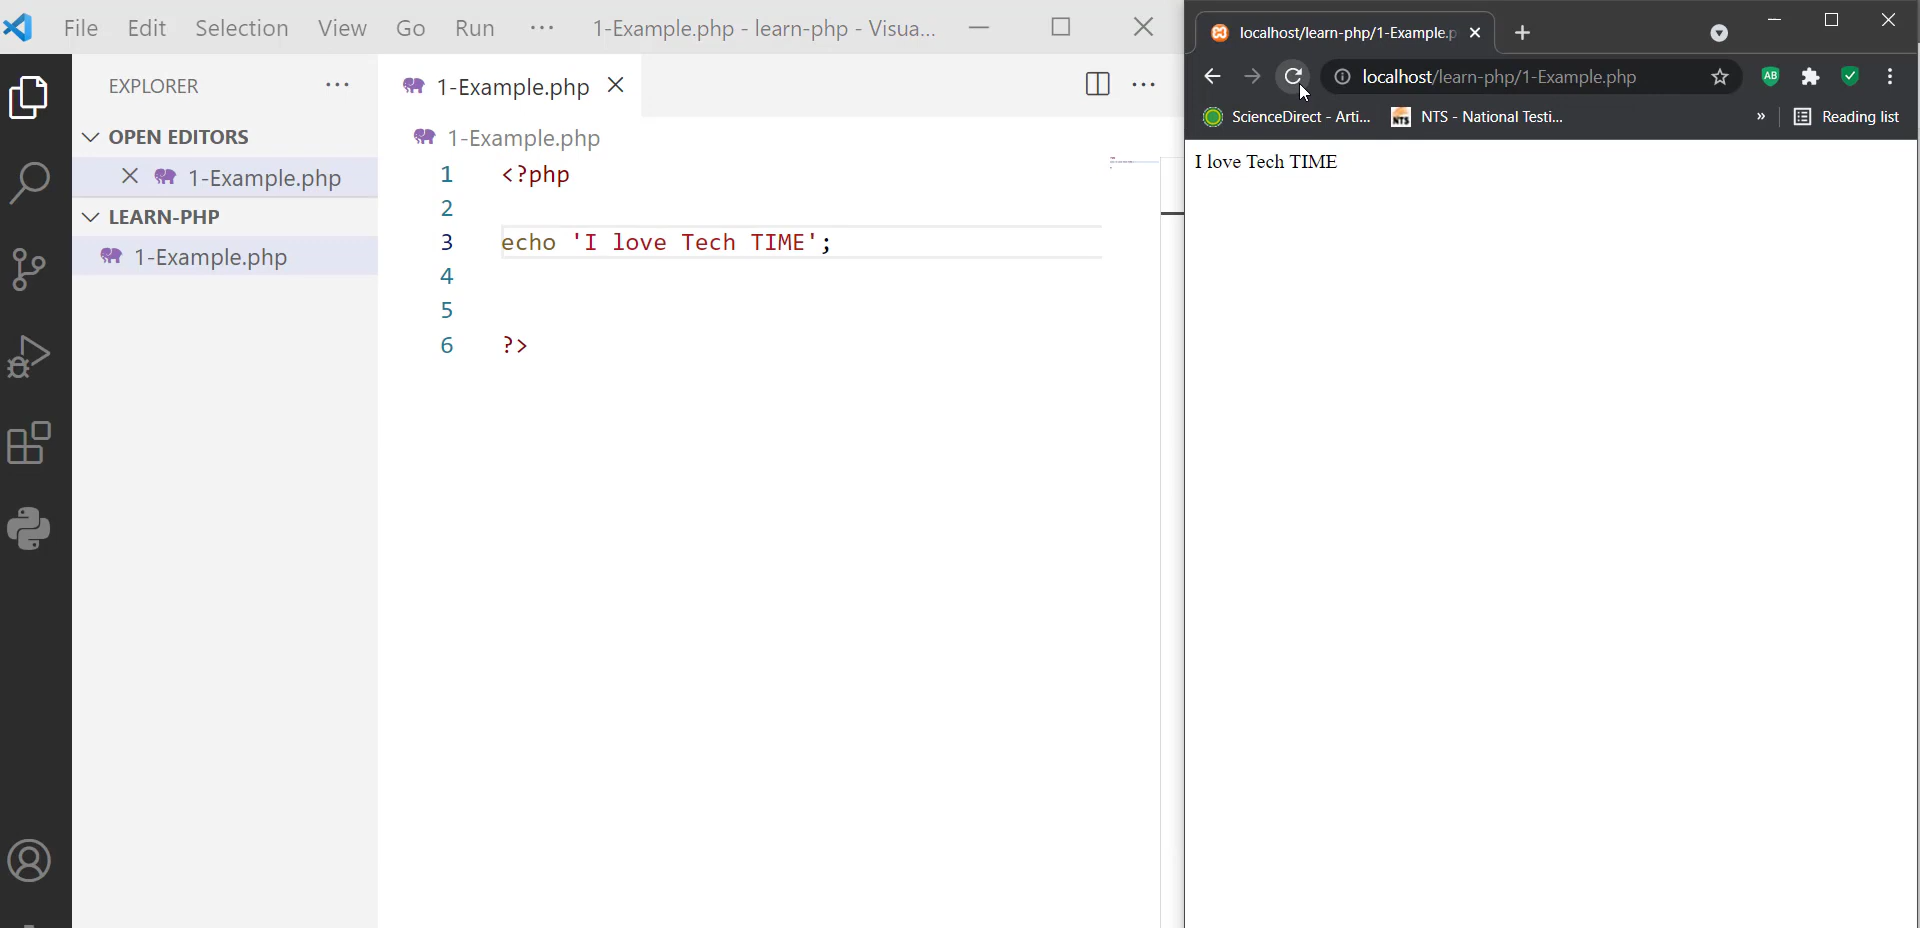 File Edit Selection View Go Run ··· 1-Example.php - learn-php - Visua...
EXPLORER ···
OPEN EDITORS
1-Example.php
LEARN-PHP
1-Example.php
1-Example.php
1-Example.php
1 <?php
2
3 echo 'I love Tech TIME';
4
5
6 ?>
localhost/learn-php/1-Example.p
localhost/learn-php/1-Example.php
AB
ScienceDirect - Arti... NTS NTS - National Testi... » Reading list
I love Tech TIME